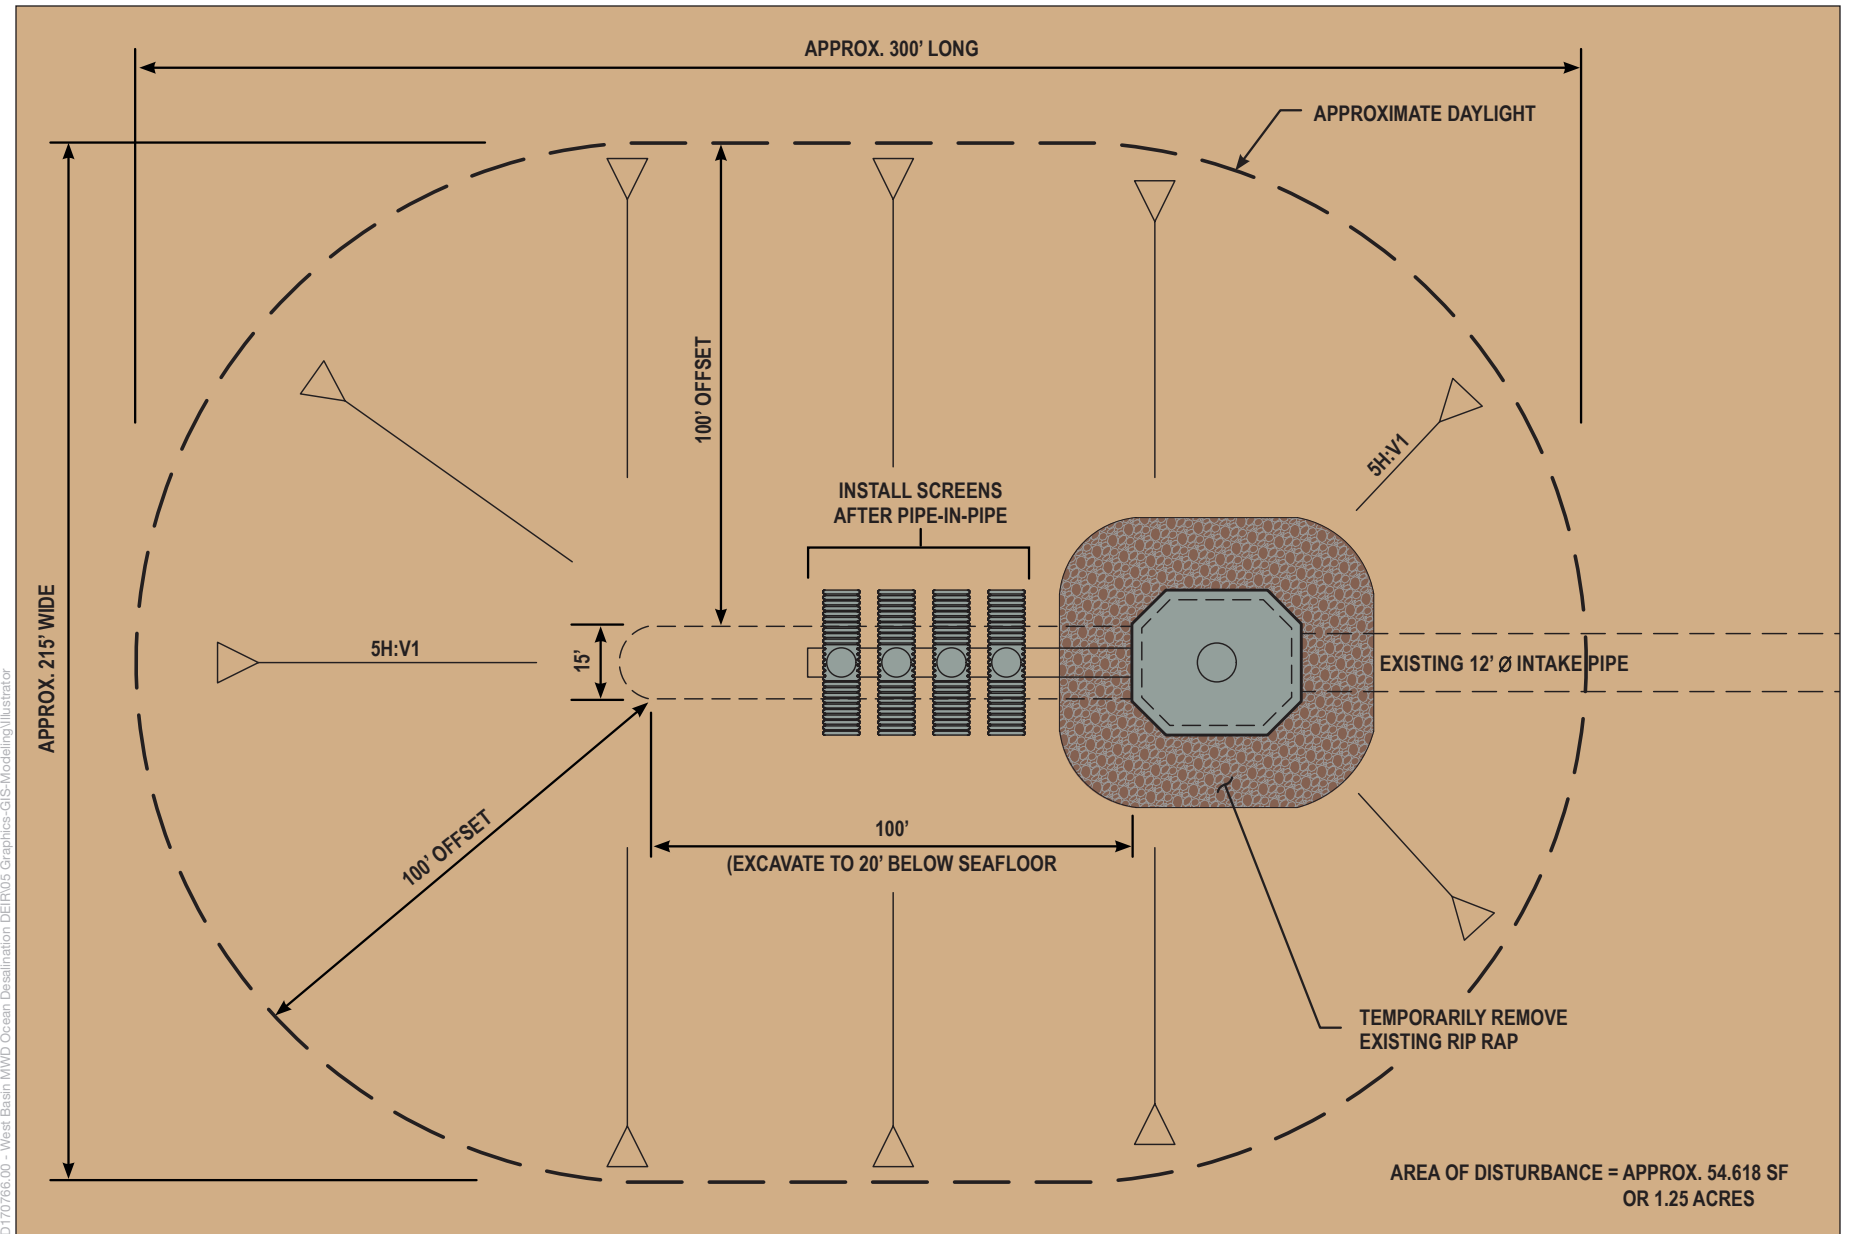 APPROX. 300’ LONG
APPROXIMATE DAYLIGHT
100’ OFFSET
5H:V1
INSTALL SCREENS
AFTER PIPE-IN-PIPE
APPROX. 215’ WIDE
5H:V1
15’
EXISTING 12’ Ø INTAKE PIPE
100’ OFFSET
100’
(EXCAVATE TO 20’ BELOW SEAFLOOR
TEMPORARILY REMOVE
EXISTING RIP RAP
AREA OF DISTURBANCE = APPROX. 54.618 SF
OR 1.25 ACRES
D170766.00 - West Basin MWD Ocean Desalination DEIR\05 Graphics-GIS-Modeling\Illustrator